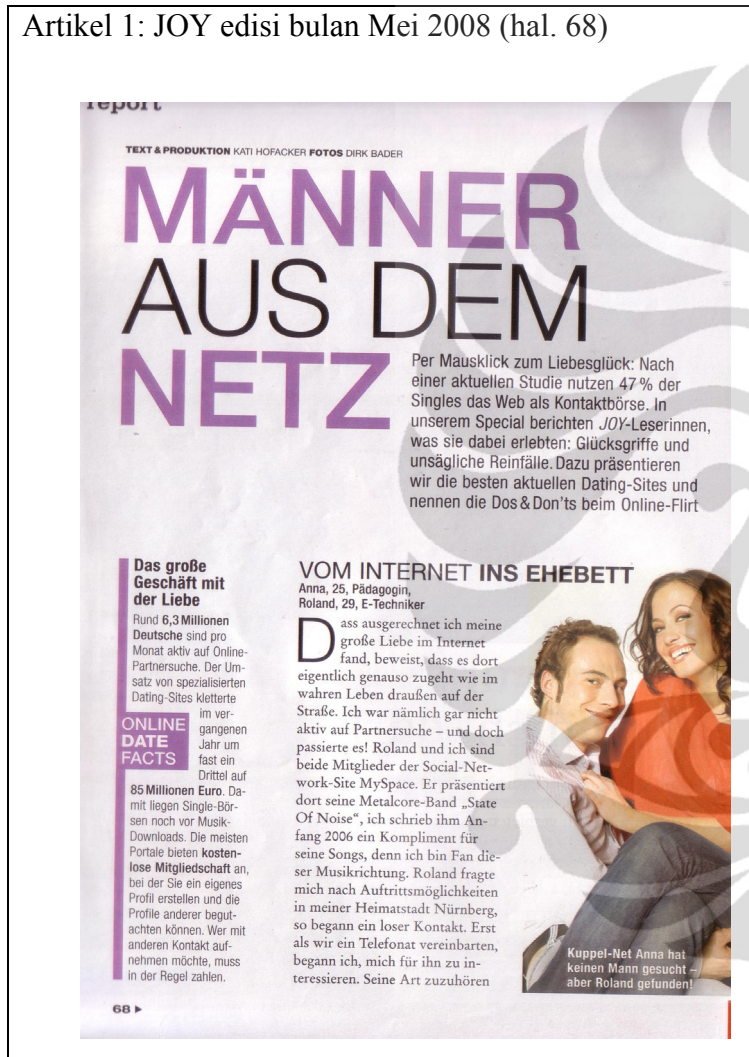 Artikel 1: JOY edisi bulan Mei 2008 (hal. 68)
report
TEXT & PRODUKTION KATI HOFACKER FOTOS DIRK BADER
MÄNNER
AUS DEM
NETZ
Per Mausklick zum Liebesglück: Nach
einer aktuellen Studie nutzen 47 % der
Singles das Web als Kontaktbörse. In
unserem Special berichten JOY-Leserinnen,
was sie dabei erlebten: Glücksgriffe und
unsägliche Reinfälle. Dazu präsentieren
wir die besten aktuellen Dating-Sites und
nennen die Dos & Don'ts beim Online-Flirt
Das große
Geschäft mit
der Liebe
Rund 6,3 Millionen
Deutsche sind pro
Monat aktiv auf Online-
Partnersuche. Der Um-
satz von spezialisierten
Dating-Sites kletterte
im ver-
gangenen
Jahr um
fast ein
Drittel auf
ONLINE
DATE
FACTS
85 Millionen Euro. Da-
mit liegen Single-Bör-
sen noch vor Musik-
Downloads. Die meisten
Portale bieten kosten-
lose Mitgliedschaft an,
bei der Sie ein eigenes
Profil erstellen und die
Profile anderer begut-
achten können. Wer mit
anderen Kontakt auf-
nehmen möchte, muss
in der Regel zahlen.
VOM INTERNET INS EHEBETT
Anna, 25, Pädagogin,
Roland, 29, E-Techniker
Dass ausgerechnet ich meine
große Liebe im Internet
fand, beweist, dass es dort
eigentlich genauso zugeht wie im
wahren Leben draußen auf der
Straße. Ich war nämlich gar nicht
aktiv auf Partnersuche – und doch
passierte es! Roland und ich sind
beide Mitglieder der Social-Net-
work-Site MySpace. Er präsentiert
dort seine Metalcore-Band „State
Of Noise“, ich schrieb ihm An-
fang 2006 ein Kompliment für
seine Songs, denn ich bin Fan die-
ser Musikrichtung. Roland fragte
mich nach Auftrittsmöglichkeiten
in meiner Heimatstadt Nürnberg,
so begann ein loser Kontakt. Erst
als wir ein Telefonat vereinbarten,
begann ich, mich für ihn zu in-
teressieren. Seine Art zuzuhören
Kuppel-Net Anna hat
keinen Mann gesucht –
aber Roland gefunden!
68